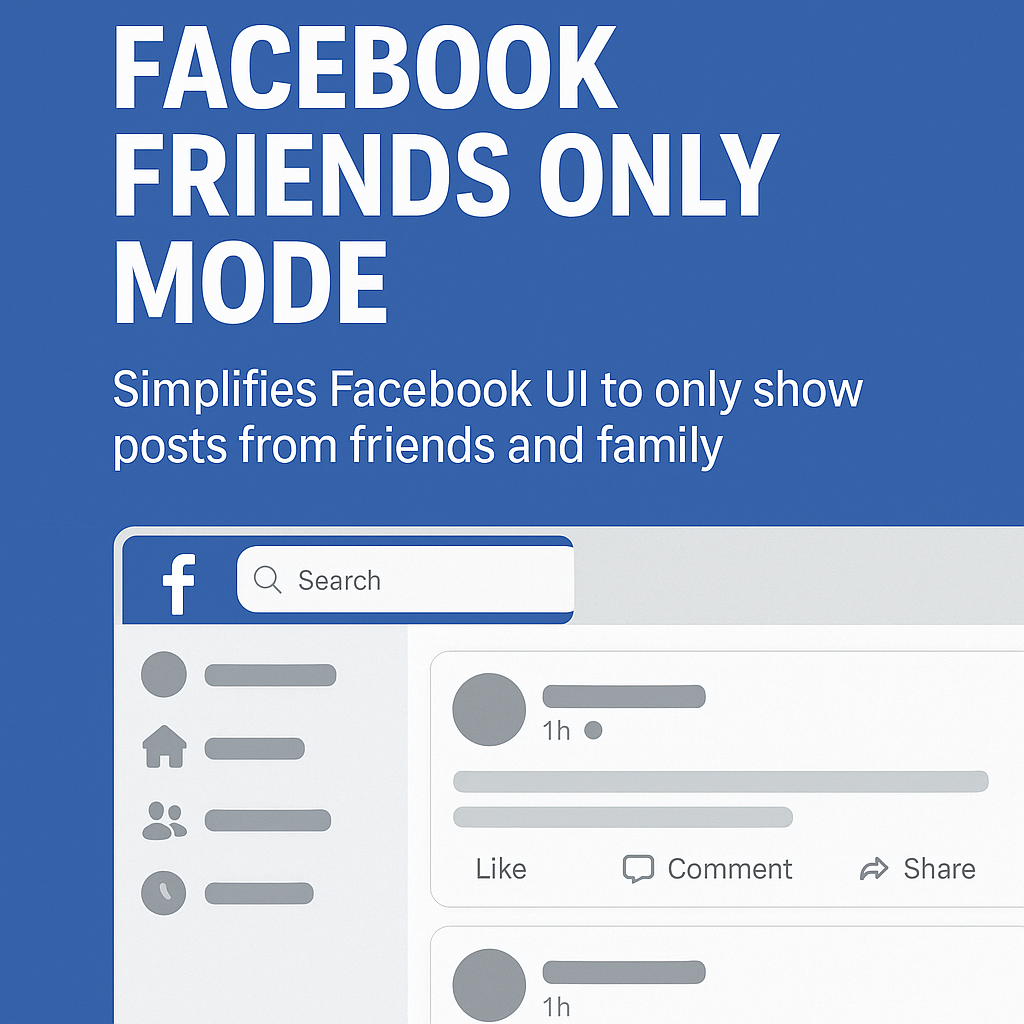 FACEBOOK
FRIENDS ONLY
MODE
Simplifies Facebook UI to only show
posts from friends and family
f Search
1h
Like Comment Share
1h